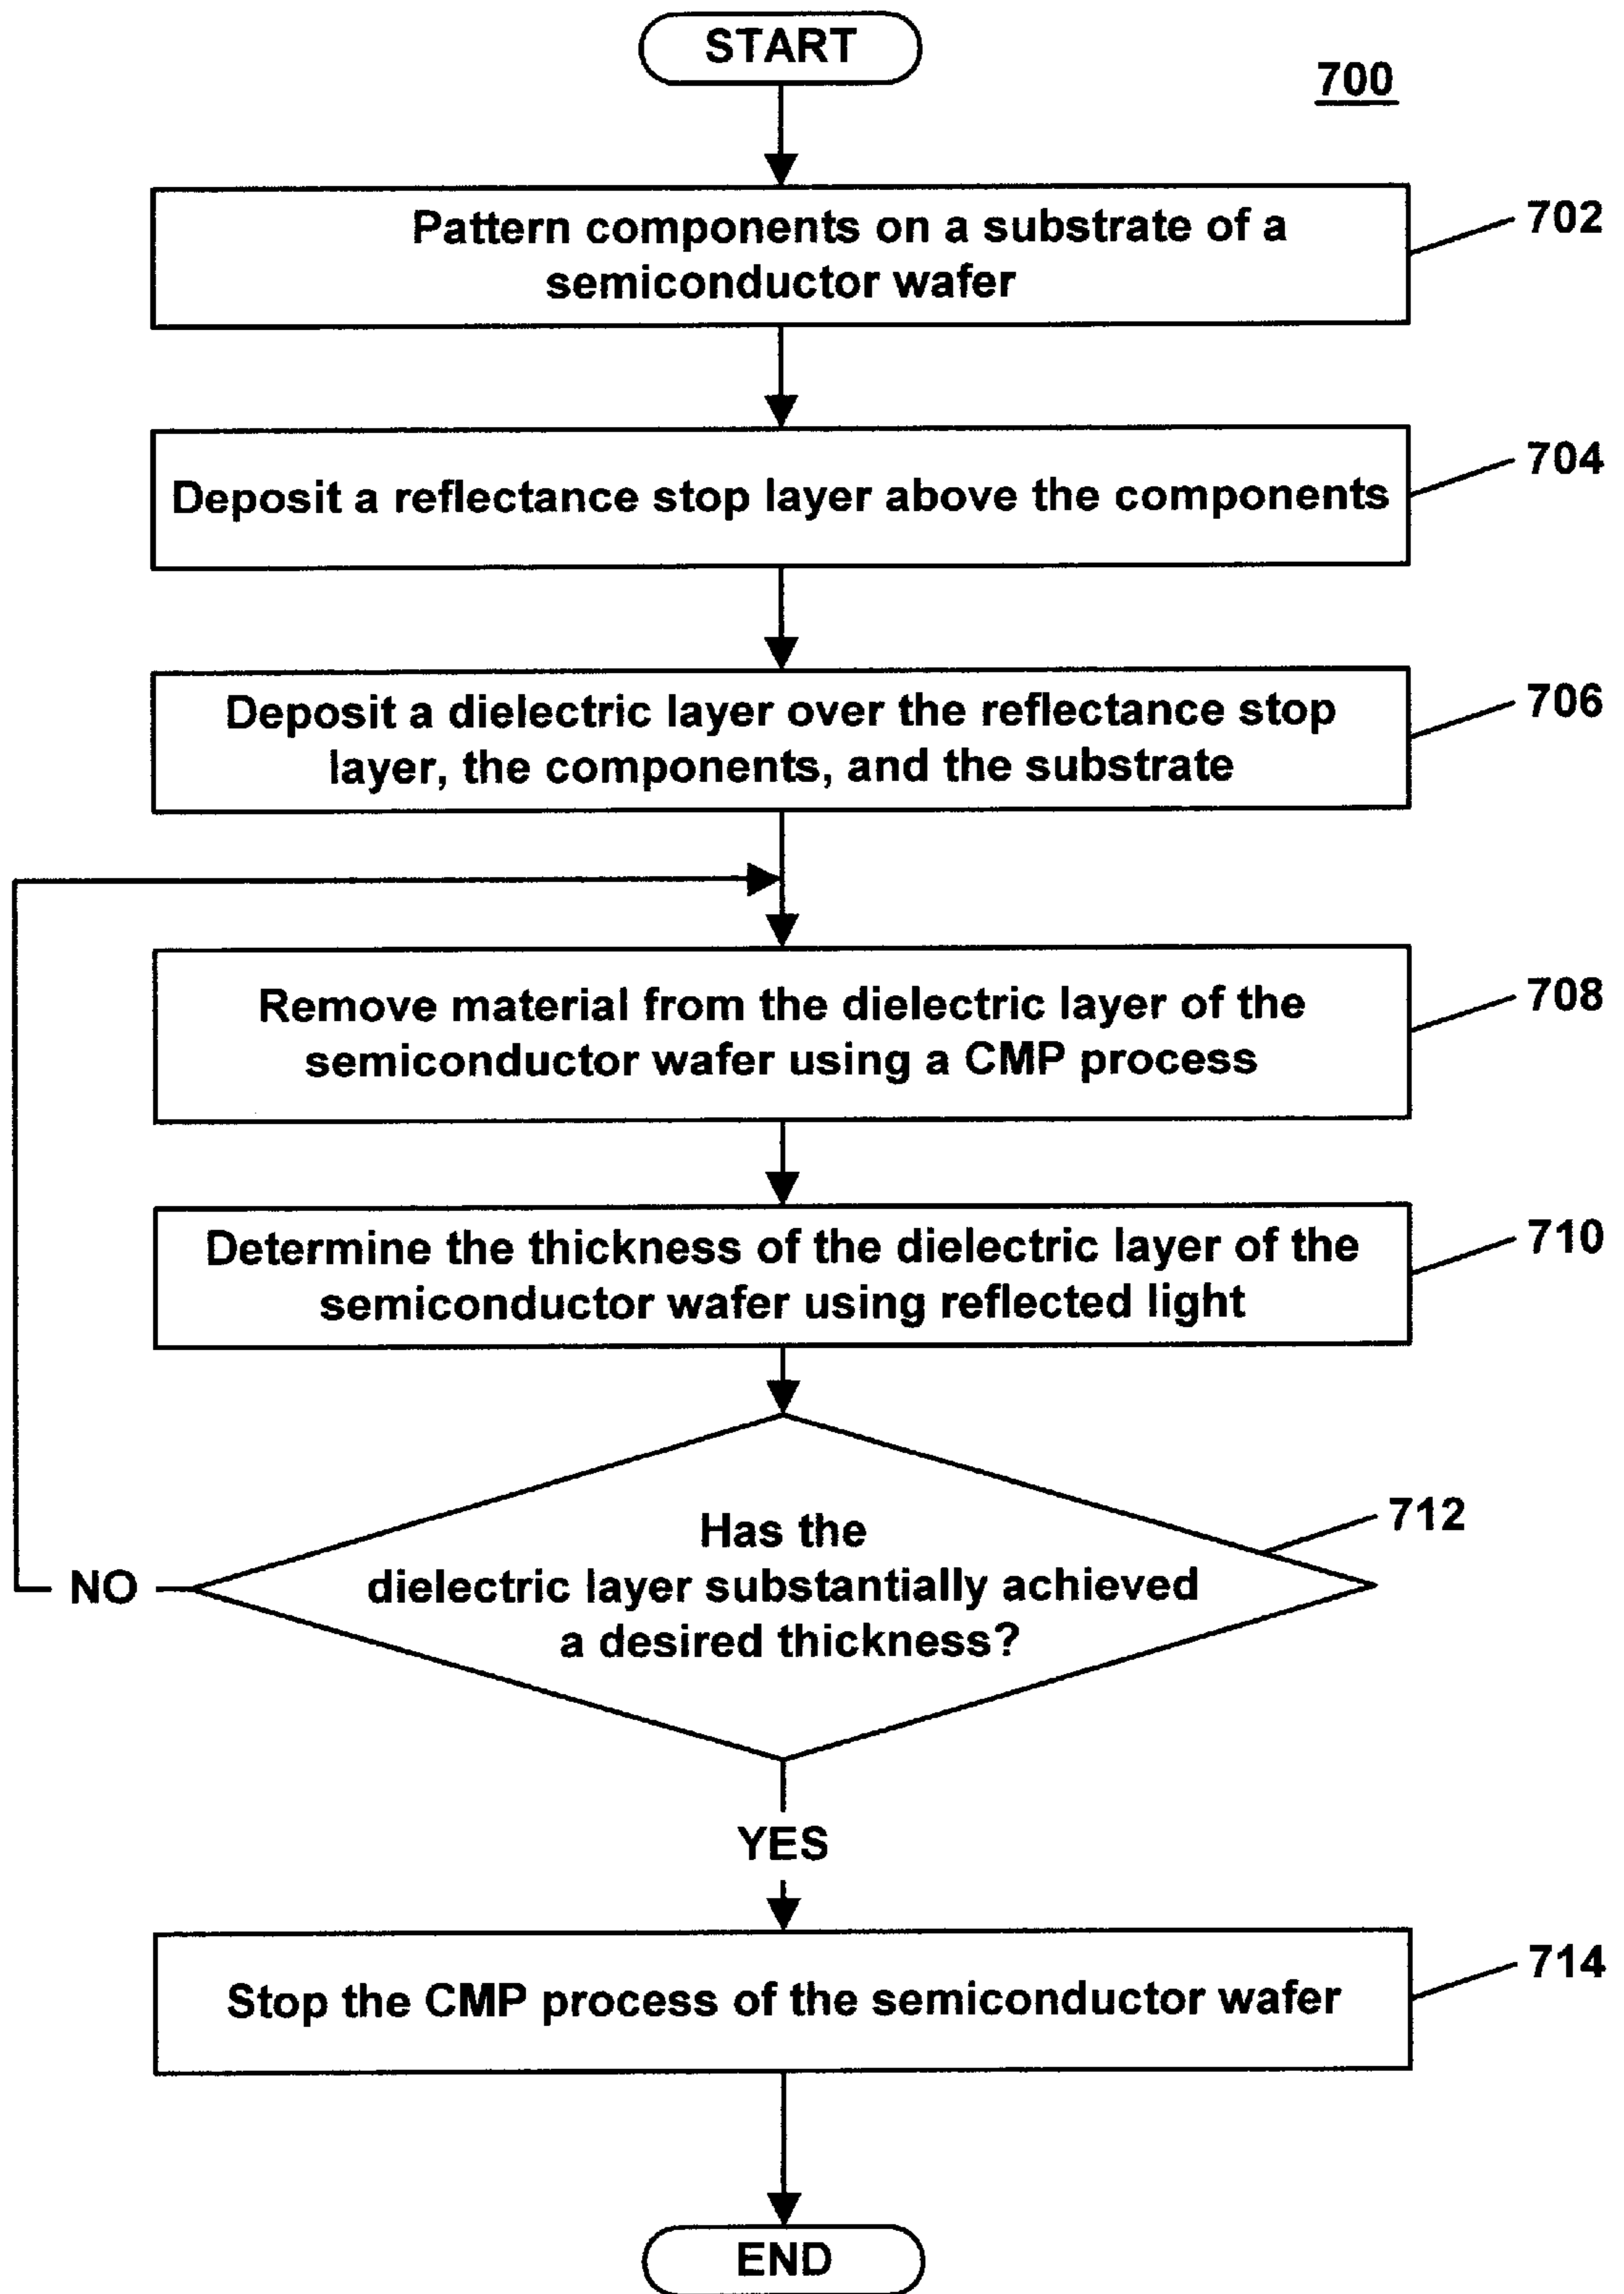 START
700
Pattern components on a substrate of a
semiconductor wafer
702
Deposit a reflectance stop layer above the components
704
Deposit a dielectric layer over the reflectance stop
layer, the components, and the substrate
706
Remove material from the dielectric layer of the
semiconductor wafer using a CMP process
708
Determine the thickness of the dielectric layer of the
semiconductor wafer using reflected light
710
Has the
dielectric layer substantially achieved
a desired thickness?
712
NO
YES
Stop the CMP process of the semiconductor wafer
714
END